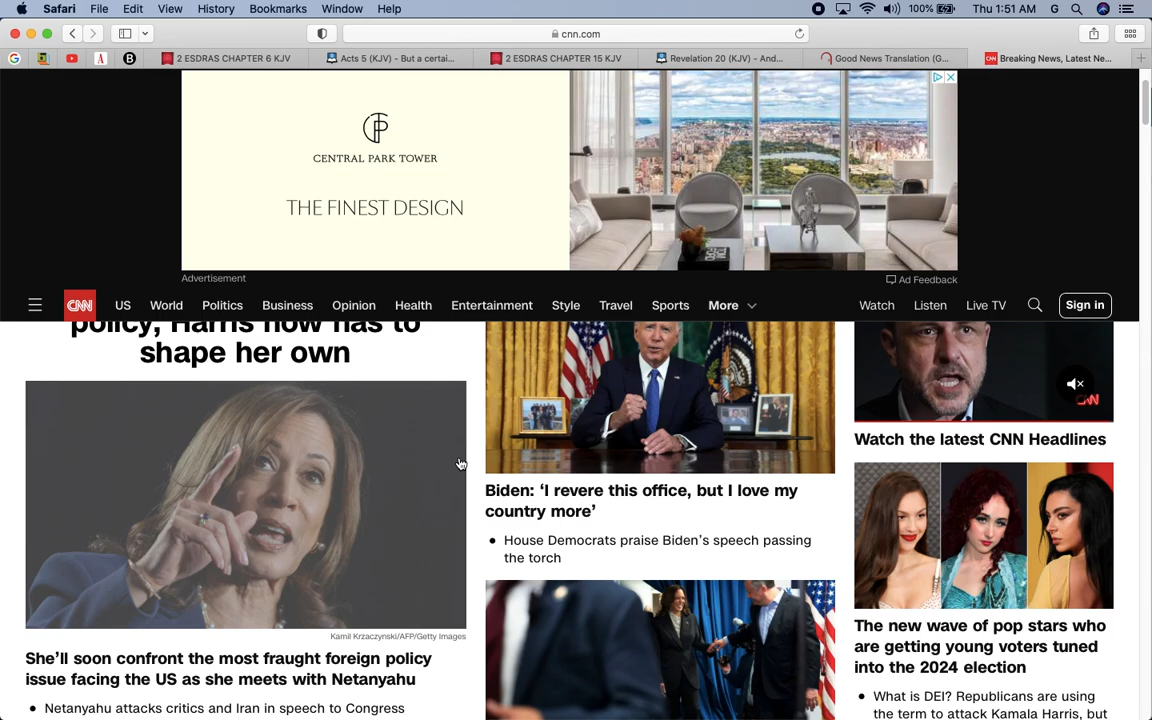 Safari File Edit View History Bookmarks Window Help 100% Thu 1:51 AM G
cnn.com
G A B 2 ESDRAS CHAPTER 6 KJV Acts 5 (KJV) - But a certai... 2 ESDRAS CHAPTER 15 KJV Revelation 20 (KJV) - And... Good News Translation (G... CNN Breaking News, Latest Ne...
CENTRAL PARK TOWER
THE FINEST DESIGN
Advertisement
Ad Feedback
CNN US World Politics Business Opinion Health Entertainment Style Travel Sports More Watch Listen Live TV Sign in
policy, Harris now has to
shape her own
Kamil Krzaczynski/AFP/Getty Images
She’ll soon confront the most fraught foreign policy
issue facing the US as she meets with Netanyahu
• Netanyahu attacks critics and Iran in speech to Congress
Biden: ‘I revere this office, but I love my
country more’
• House Democrats praise Biden’s speech passing
the torch
CNN
Watch the latest CNN Headlines
The new wave of pop stars who
are getting young voters tuned
into the 2024 election
• What is DEI? Republicans are using
the term to attack Kamala Harris, but